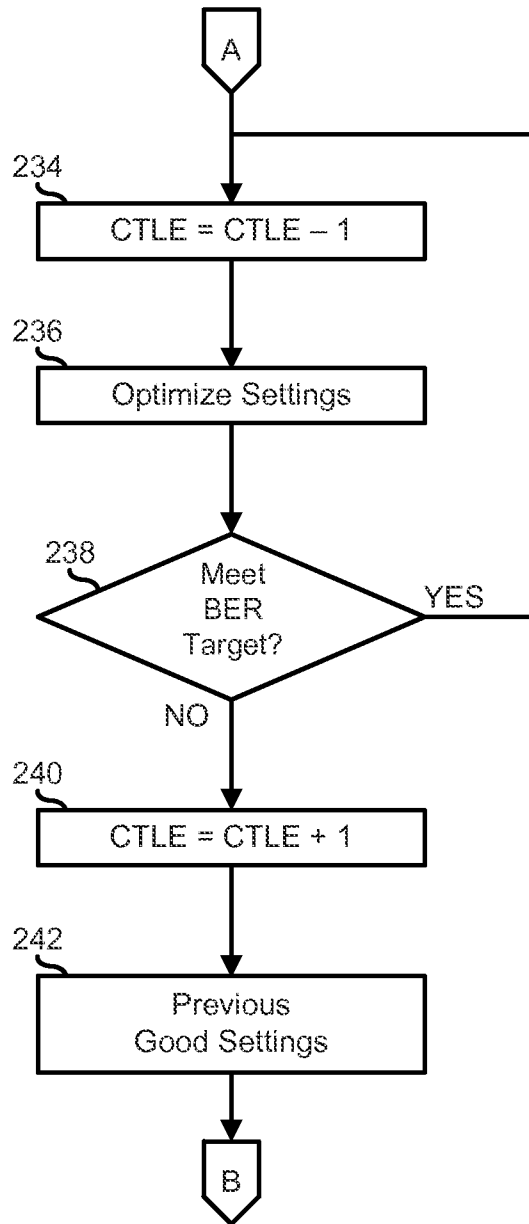 A
234
CTLE = CTLE – 1
236
Optimize Settings
238
Meet
BER
Target?
YES
NO
240
CTLE = CTLE + 1
242
Previous
Good Settings
B